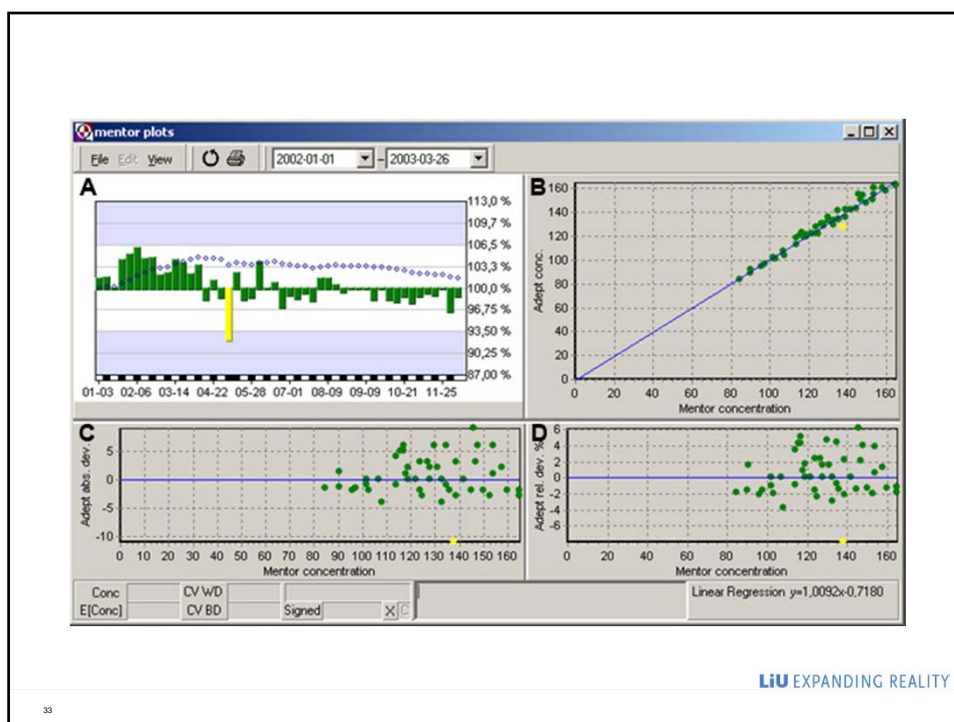 mentor plots
File Edit View 2002-01-01 – 2003-03-26
A
113,0 %
109,7 %
106,5 %
103,3 %
100,0 %
96,75 %
93,50 %
90,25 %
87,00 %
01-03 02-06 03-14 04-22 05-28 07-01 08-09 09-09 10-21 11-25
B
Adept conc.
160
140
120
100
80
60
40
20
0
0 20 40 60 80 100 120 140 160
Mentor concentration
C
Adept abs. dev.
5
0
-5
-10
0 10 20 30 40 50 60 70 80 90 100 110 120 130 140 150 160
Mentor concentration
D
Adept rel. dev. %
6
4
2
0
-2
-4
-6
0 20 40 60 80 100 120 140 160
Mentor concentration
Conc CV WD
E[Conc] CV BD Signed X C
Linear Regression y=1,0092x-0,7180
LiU EXPANDING REALITY
33